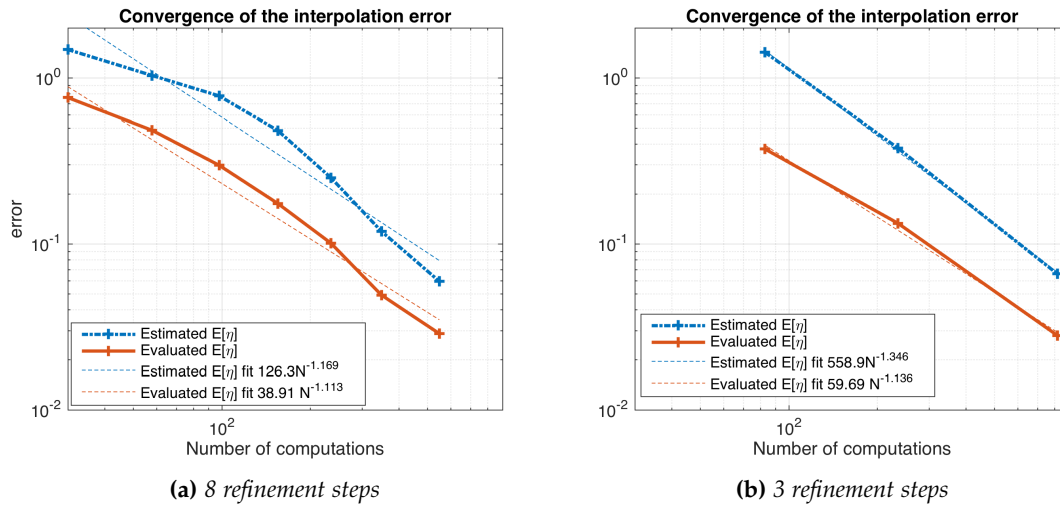 Convergence of the interpolation error
10^0
10^-1
10^-2
error
10^2
Number of computations
Estimated E[η]
Evaluated E[η]
Estimated E[η] fit 126.3N^-1.169
Evaluated E[η] fit 38.91 N^-1.113
(a) 8 refinement steps
Convergence of the interpolation error
10^0
10^-1
10^-2
10^2
Number of computations
Estimated E[η]
Evaluated E[η]
Estimated E[η] fit 558.9N^-1.346
Evaluated E[η] fit 59.69 N^-1.136
(b) 3 refinement steps